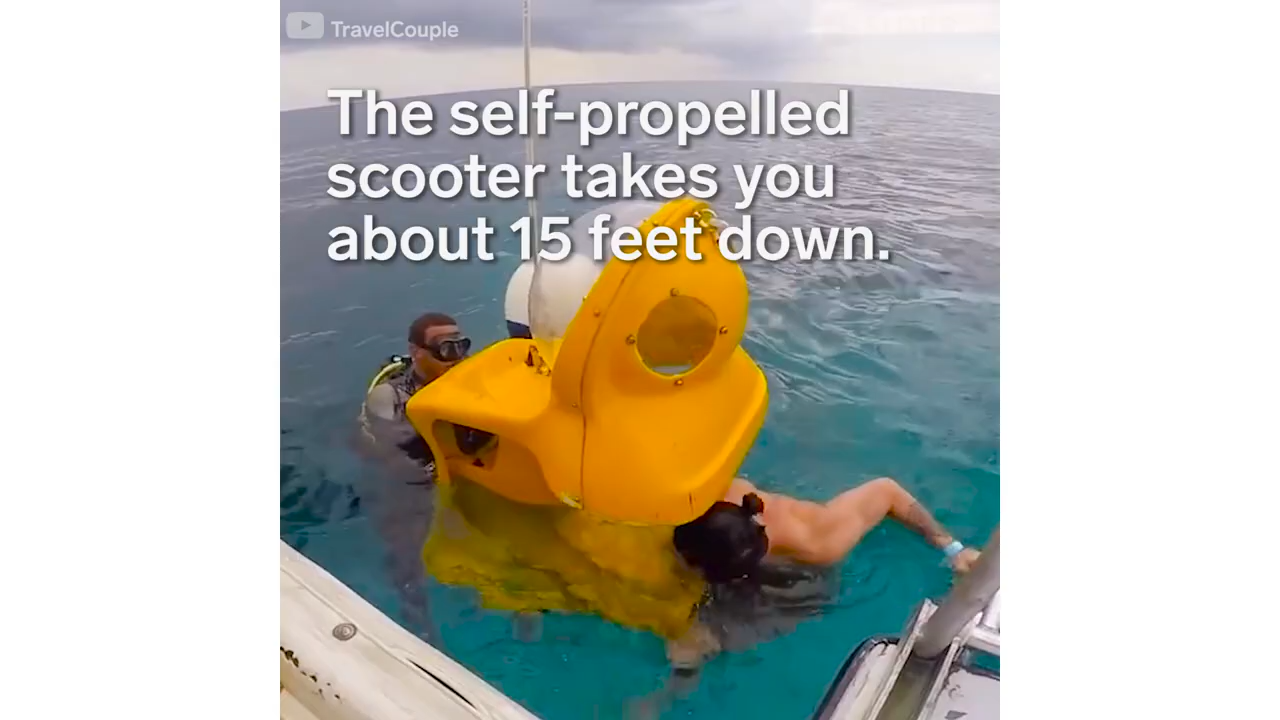 TravelCouple
The self-propelled
scooter takes you
about 15 feet down.